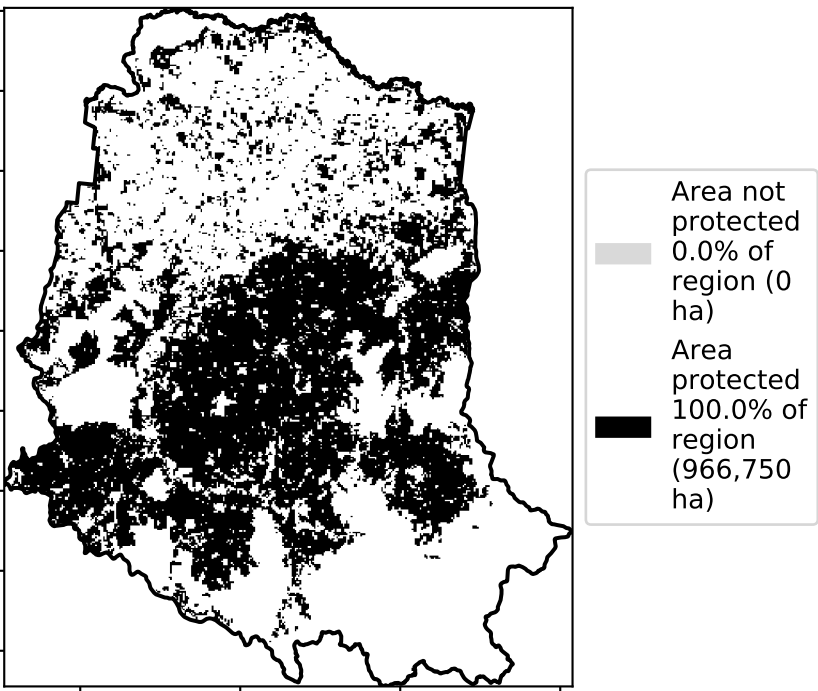 Area not
protected
0.0% of
region (0
ha)
Area
protected
100.0% of
region
(966,750
ha)